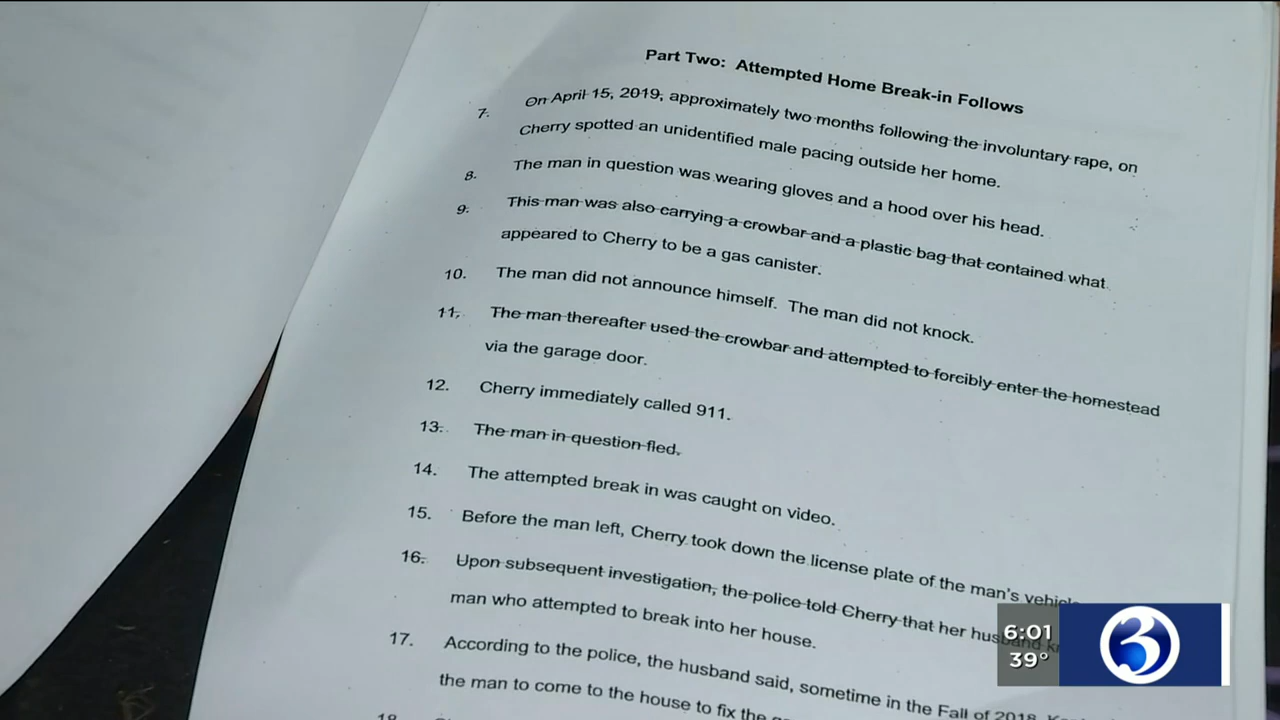 Part Two: Attempted Home Break-in Follows
7. On April 15, 2019, approximately two months following the involuntary rape, on
Cherry spotted an unidentified male pacing outside her home.
8. The man in question was wearing gloves and a hood over his head.
9. This man was also carrying a crowbar and a plastic bag that contained what
appeared to Cherry to be a gas canister.
10. The man did not announce himself. The man did not knock.
11. The man thereafter used the crowbar and attempted to forcibly enter the homestead
via the garage door.
12. Cherry immediately called 911.
13. The man in question fled.
14. The attempted break in was caught on video.
15. Before the man left, Cherry took down the license plate of the man's
16. Upon subsequent investigation, the police told Cherry that her
man who attempted to break into her house.
17. According to the police, the husband said, sometime in the Fall of 2018,
the man to come to the house to fix the
18.
6:01
39°
3